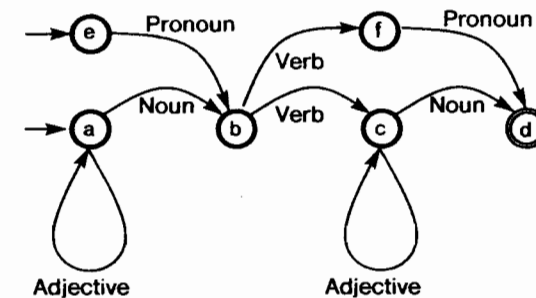 e Pronoun f Pronoun
Verb
a Noun b Verb c Noun d
Adjective Adjective